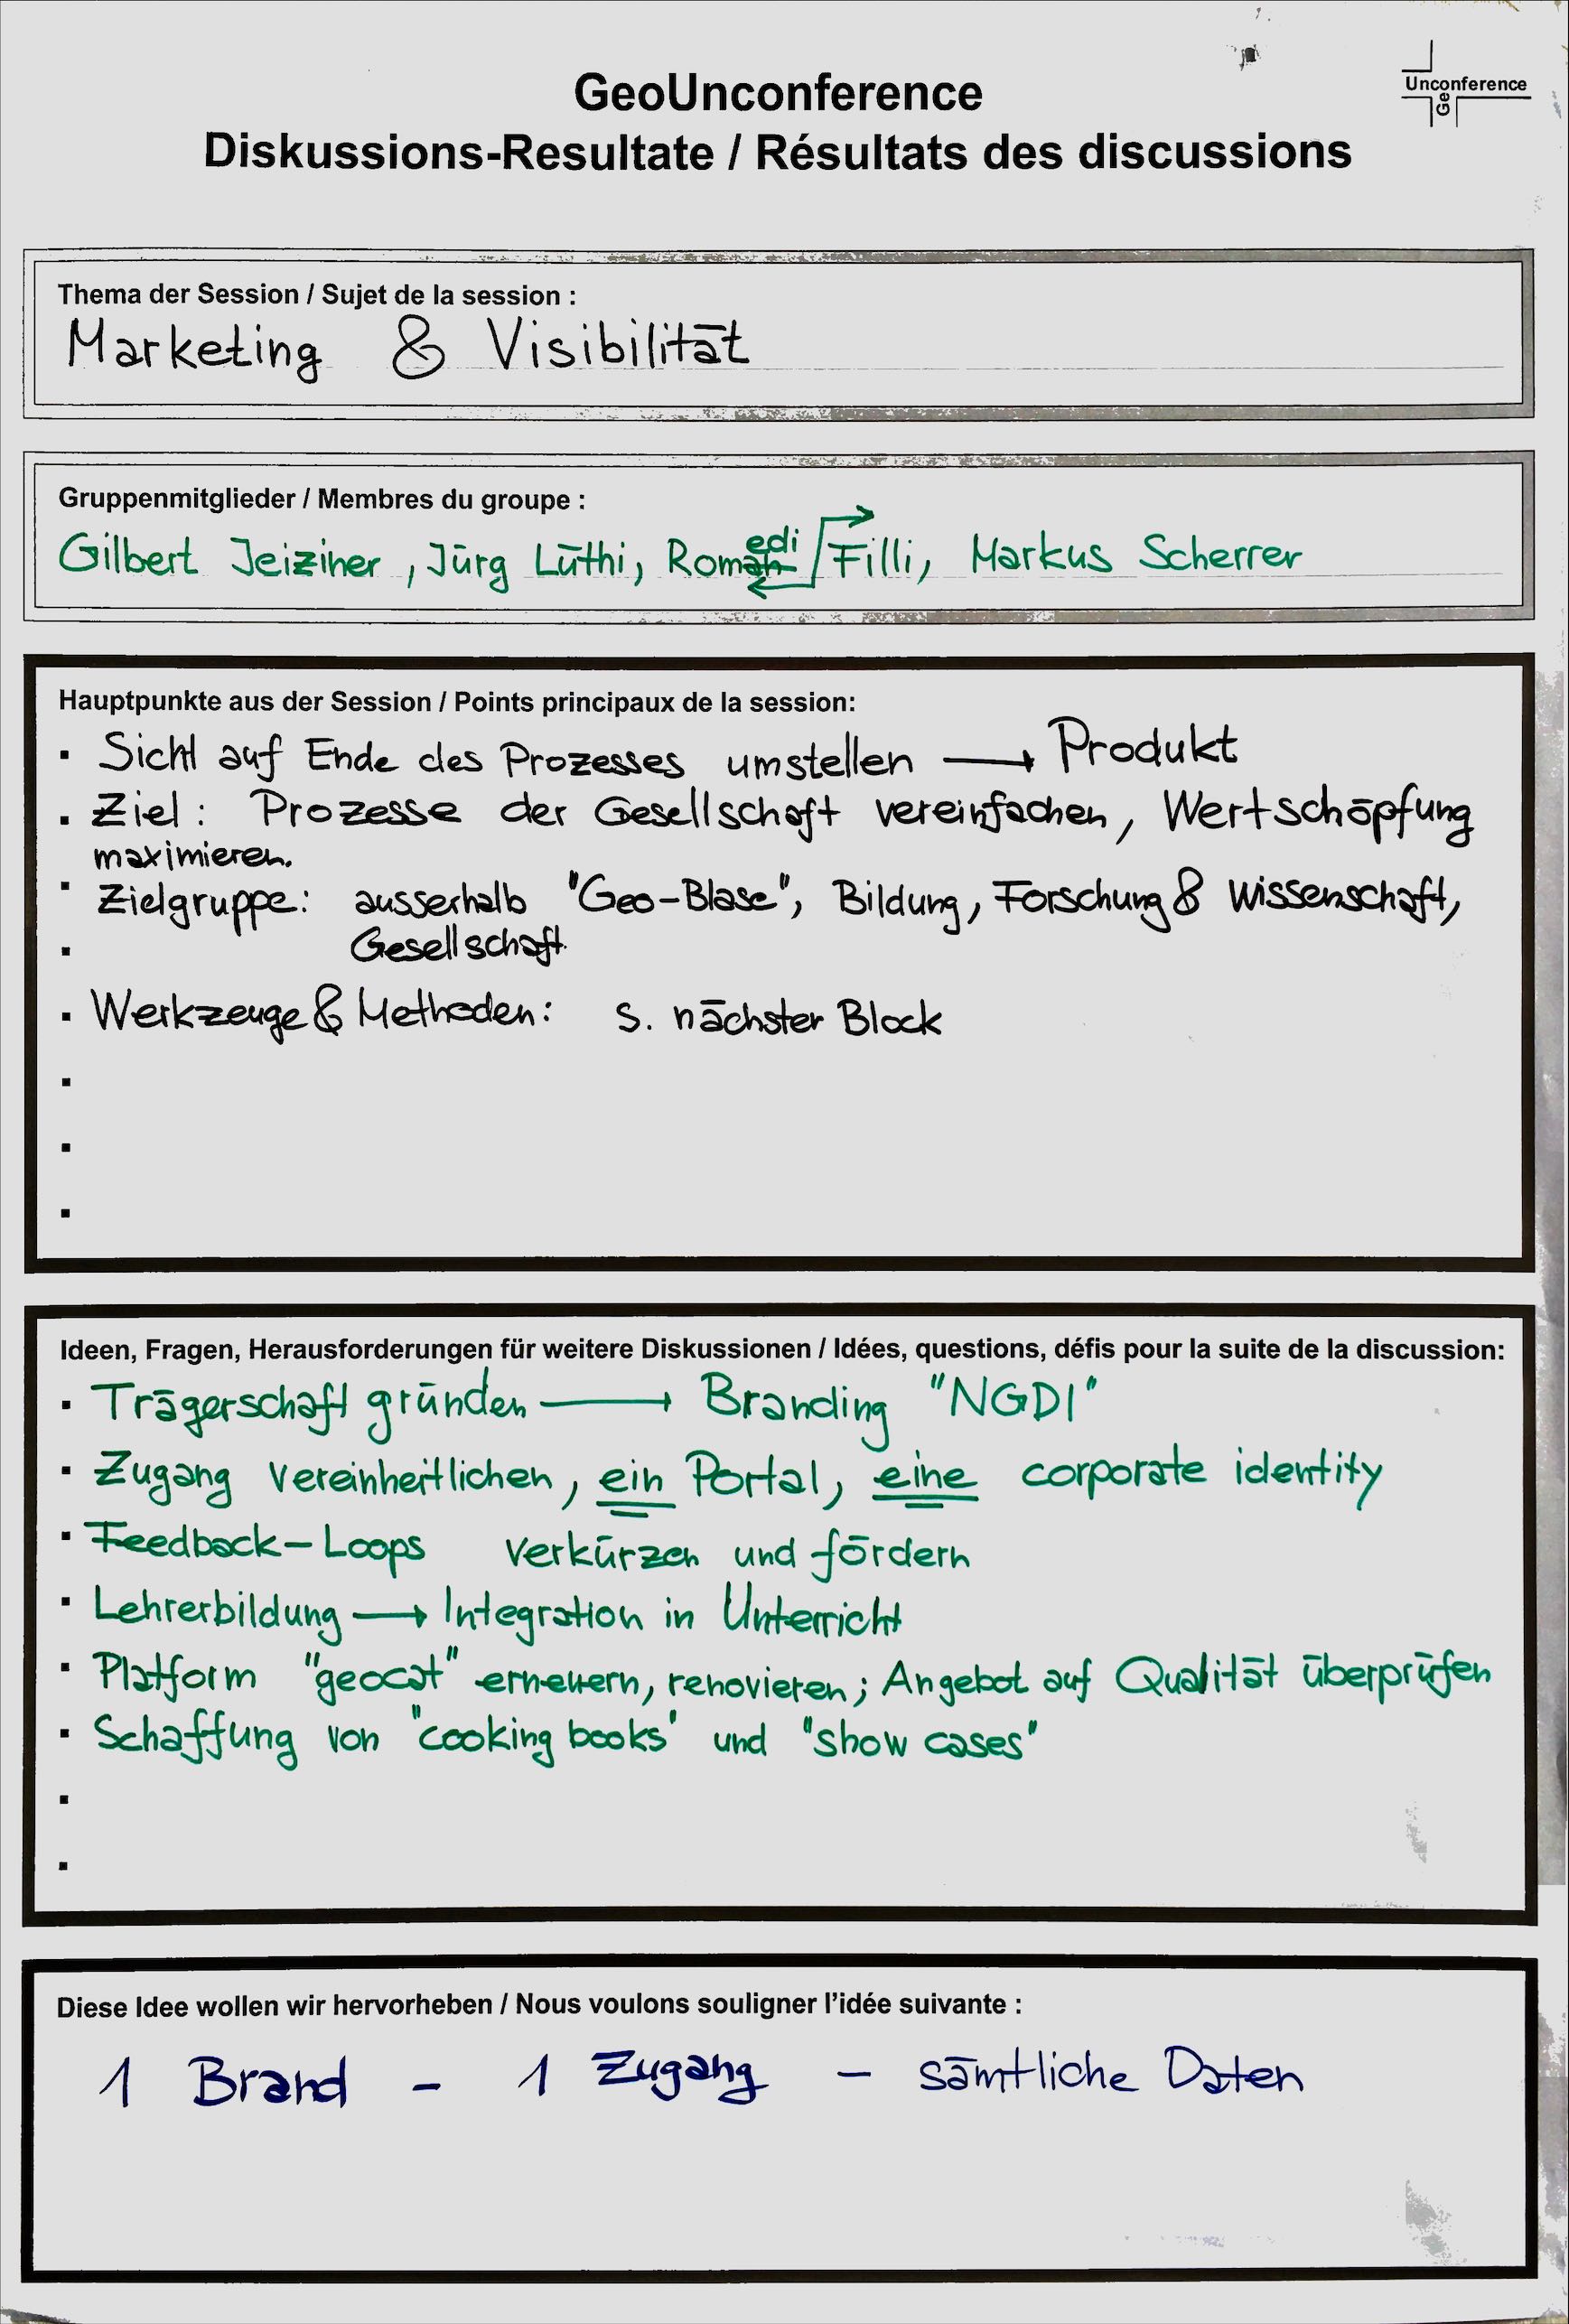 GeoUnconference
Unconference
Geo
Diskussions-Resultate / Résultats des discussions
Thema der Session / Sujet de la session :
Marketing & Visibilität
Gruppenmitglieder / Membres du groupe :
Gilbert Jeiziner, Jürg Lüthi, Roman edi Filli, Markus Scherrer
Hauptpunkte aus der Session / Points principaux de la session:
▪ Sicht auf Ende des Prozesses umstellen → Produkt
▪ Ziel: Prozesse der Gesellschaft vereinfachen, Wertschöpfung
maximieren.
▪ Zielgruppe: ausserhalb "Geo-Blase", Bildung, Forschung & Wissenschaft,
▪ Gesellschaft.
▪ Werkzeuge & Methoden: s. nächster Block
▪
▪
▪
Ideen, Fragen, Herausforderungen für weitere Diskussionen / Idées, questions, défis pour la suite de la discussion:
▪ Trägerschaft gründen → Branding "NGDI"
▪ Zugang vereinheitlichen, ein Portal, eine corporate identity
▪ Feedback-Loops verkürzen und fördern
▪ Lehrerbildung → Integration in Unterricht
▪ Platform "geocat" erneuern, renovieren; Angebot auf Qualität überprüfen
▪ Schaffung von "cooking books" und "show cases"
▪
▪
Diese Idee wollen wir hervorheben / Nous voulons souligner l'idée suivante :
1 Brand - 1 Zugang - sämtliche Daten